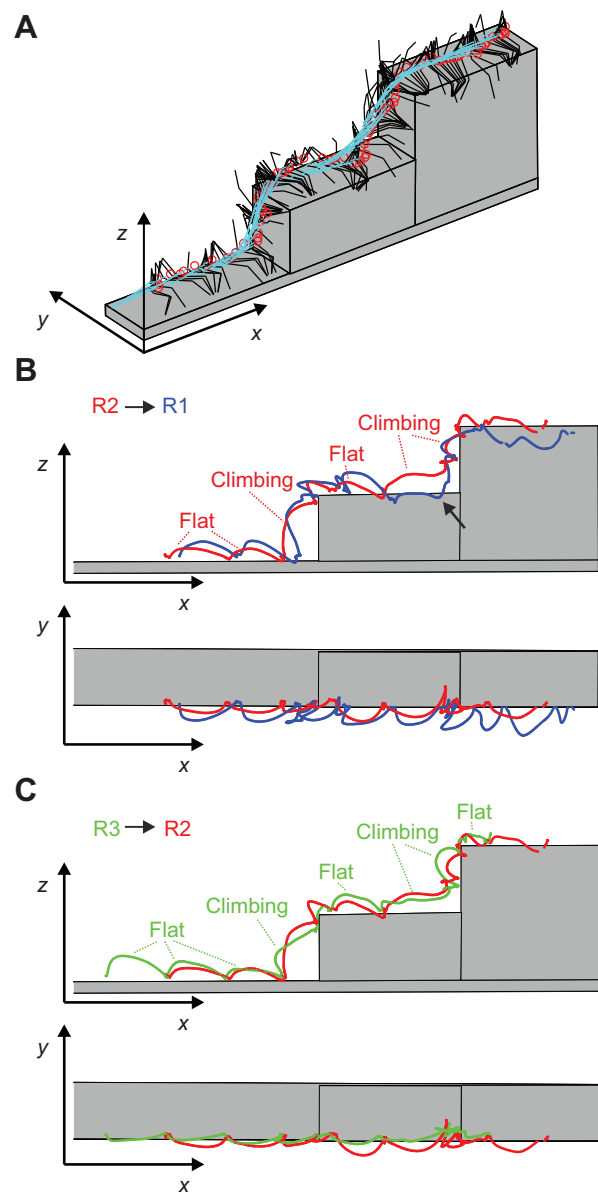 A
z
y
x
B
R2 → R1
Climbing
z
Flat
Climbing
Flat
x
y
x
C
R3 → R2
Flat
Climbing
z
Flat
Climbing
Flat
x
y
x